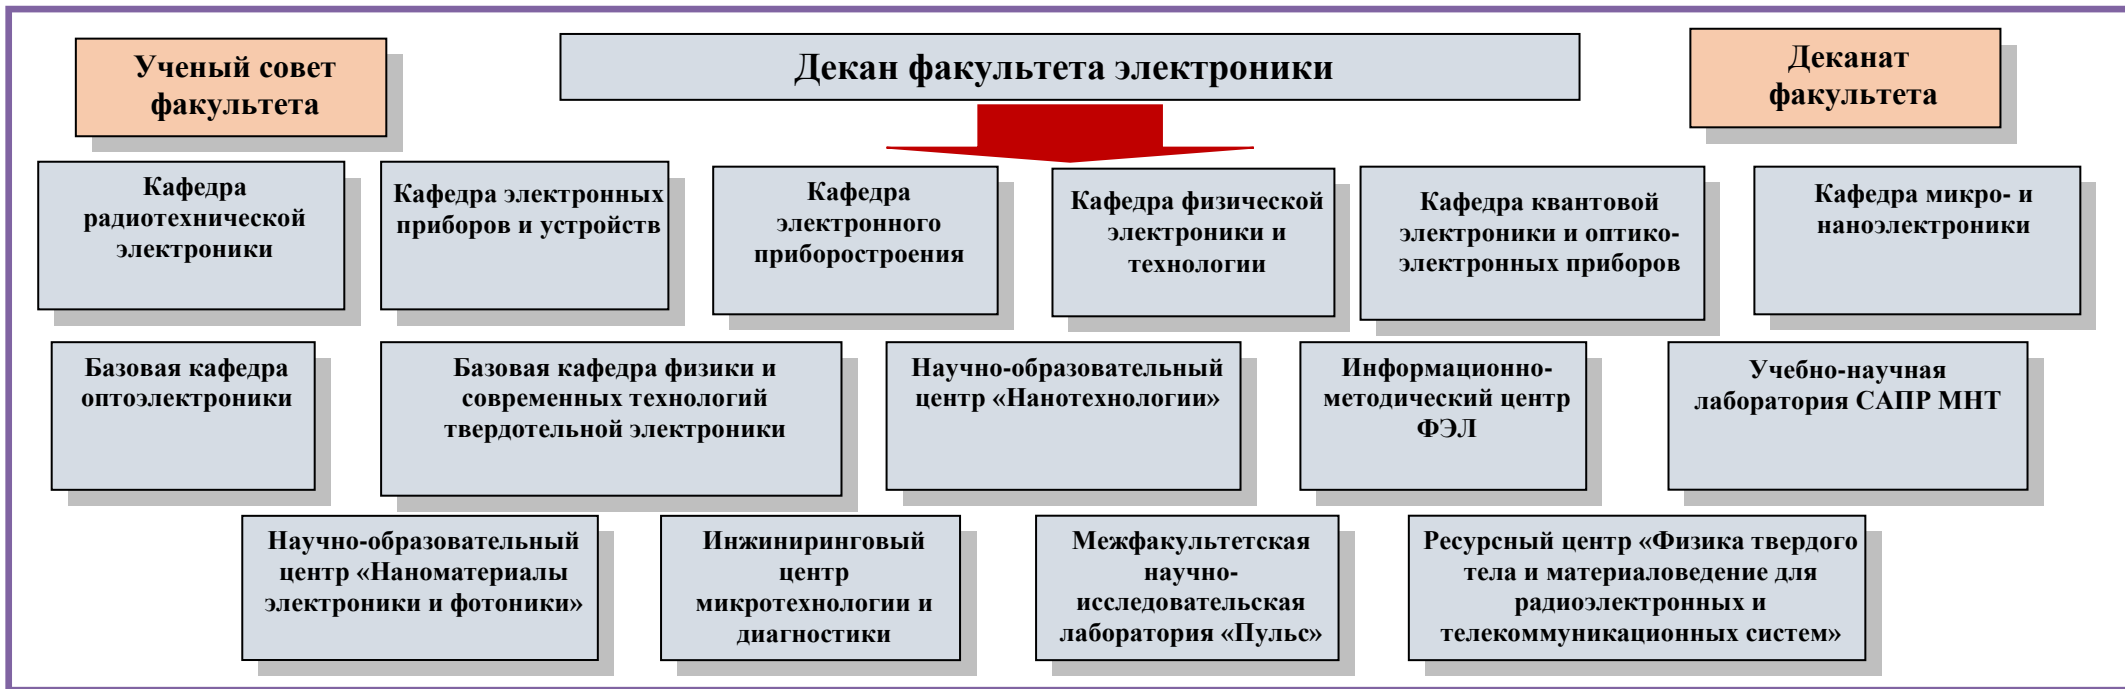 Ученый совет
факультета
Декан факультета электроники
Деканат
факультета
Кафедра
радиотехнической
электроники
Кафедра электронных
приборов и устройств
Кафедра
электронного
приборостроения
Кафедра физической
электроники и
технологии
Кафедра квантовой
электроники и оптико-
электронных приборов
Кафедра микро- и
наноэлектроники
Базовая кафедра
оптоэлектроники
Базовая кафедра физики и
современных технологий
твердотельной электроники
Научно-образовательный
центр «Нанотехнологии»
Информационно-
методический центр
ФЭЛ
Учебно-научная
лаборатория САПР МНТ
Научно-образовательный
центр «Наноматериалы
электроники и фотоники»
Инжиниринговый
центр
микротехнологии и
диагностики
Межфакультетская
научно-
исследовательская
лаборатория «Пульс»
Ресурсный центр «Физика твердого
тела и материаловедение для
радиоэлектронных и
телекоммуникационных систем»